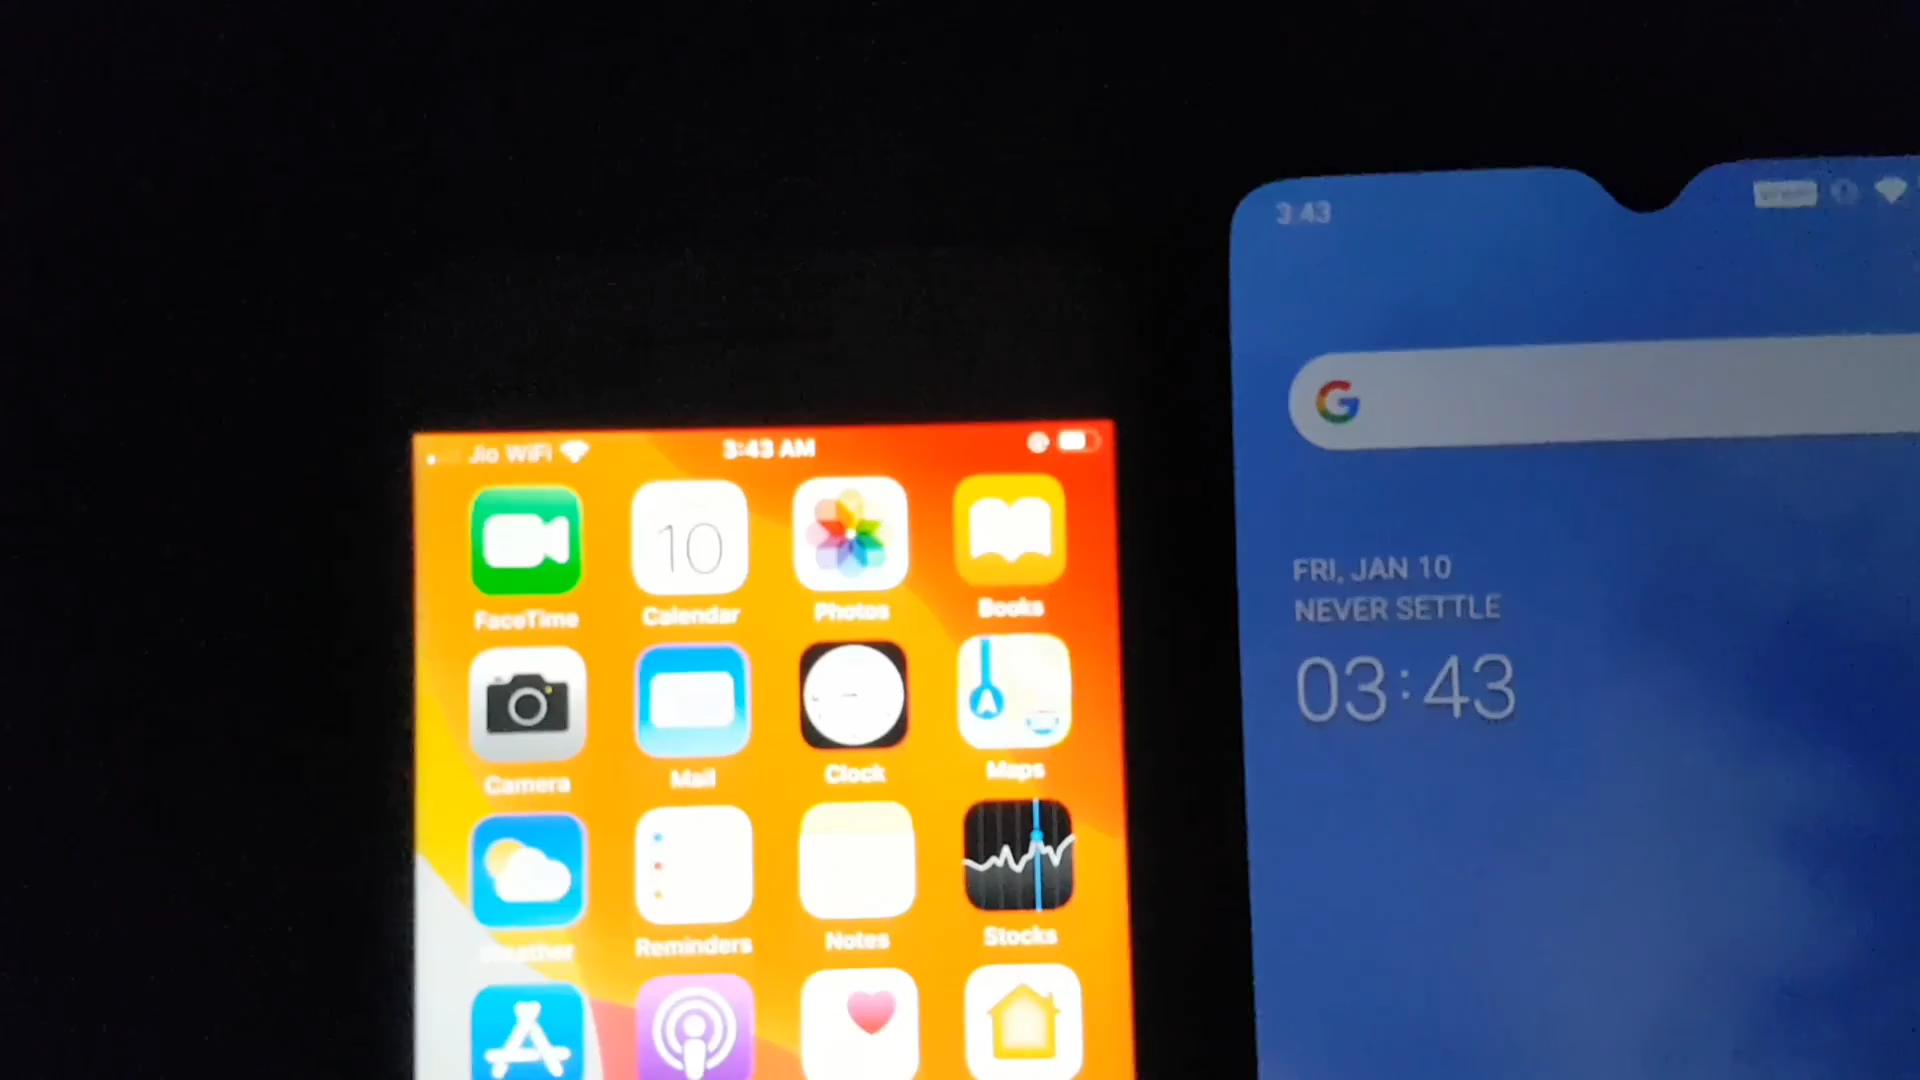 Jio WiFi 3:43 AM
10
FaceTime Calendar Photos Books
Camera Mail Clock Maps
Weather Reminders Notes Stocks
3:43
G
FRI, JAN 10
NEVER SETTLE
03:43